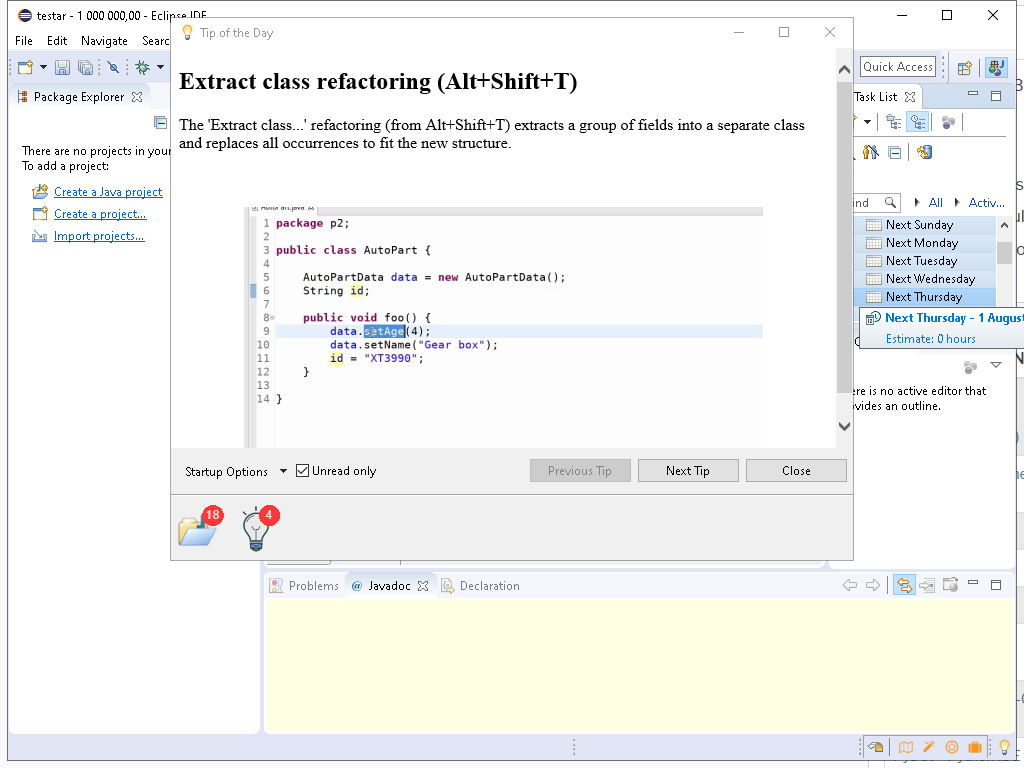 testar - 1 000 000,00 - Eclipse IDE
File Edit Navigate Searc
Tip of the Day
Quick Access
Package Explorer
There are no projects in your
To add a project:
Create a Java project
Create a project...
Import projects...
Extract class refactoring (Alt+Shift+T)
The 'Extract class...' refactoring (from Alt+Shift+T) extracts a group of fields into a separate class
and replaces all occurrences to fit the new structure.
AutoPart.java
1 package p2;
2
3 public class AutoPart {
4
5 AutoPartData data = new AutoPartData();
6 String id;
7
8 public void foo() {
9 data.setAge(4);
10 data.setName("Gear box");
11 id = "XT3990";
12 }
13
14 }
Startup Options
Unread only
Previous Tip
Next Tip
Close
18
4
Task List
ind
All
Activ...
Next Sunday
Next Monday
Next Tuesday
Next Wednesday
Next Thursday
Next Thursday - 1 August
Estimate: 0 hours
ere is no active editor that
vides an outline.
Problems
@ Javadoc
Declaration